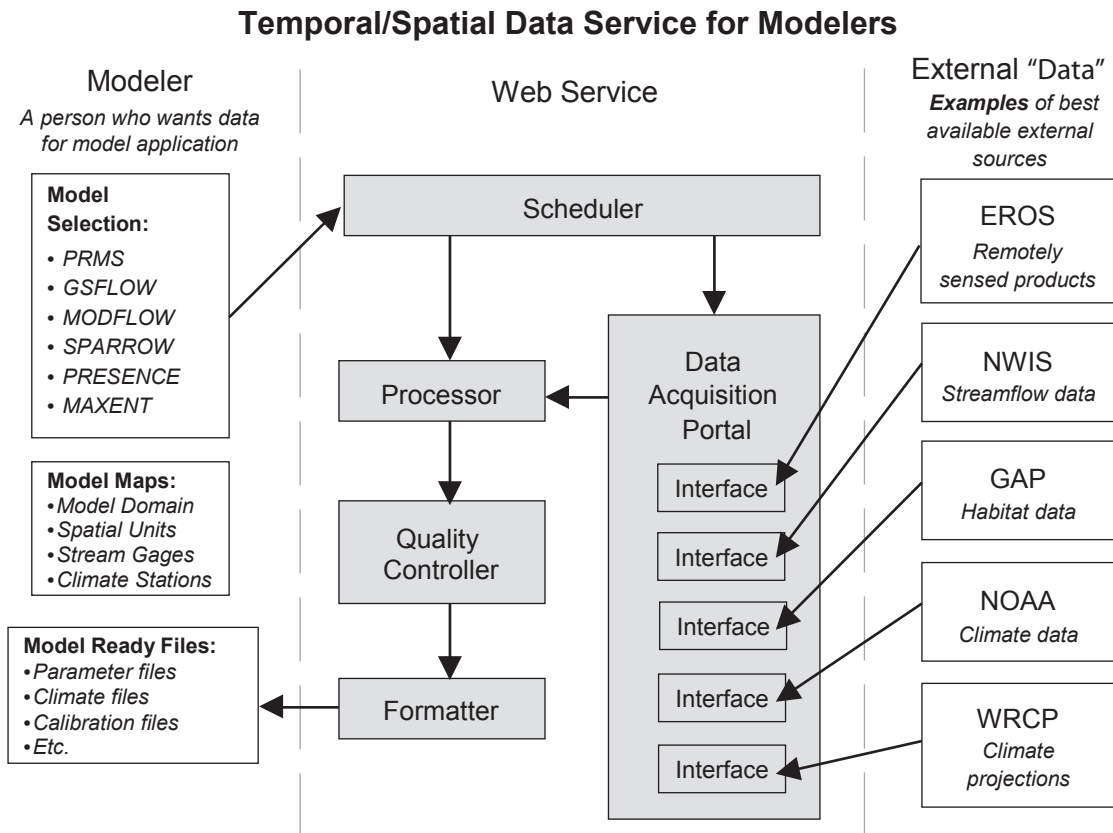 Temporal/Spatial Data Service for Modelers
Modeler
A person who wants data
for model application
Model
Selection:
• PRMS
• GSFLOW
• MODFLOW
• SPARROW
• PRESENCE
• MAXENT
Model Maps:
• Model Domain
• Spatial Units
• Stream Gages
• Climate Stations
Model Ready Files:
• Parameter files
• Climate files
• Calibration files
• Etc.
Web Service
Scheduler
Processor
Quality
Controller
Formatter
Data
Acquisition
Portal
Interface
Interface
Interface
Interface
Interface
External “Data”
Examples of best
available external
sources
EROS
Remotely
sensed products
NWIS
Streamflow data
GAP
Habitat data
NOAA
Climate data
WRCP
Climate
projections